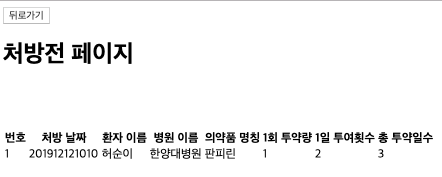 뒤로가기
처방전 페이지
번호 처방 날짜 환자 이름 병원 이름 의약품 명칭 1회 투약량 1일 투여횟수 총 투약일수
1 201912121010 허순이 한양대병원 판피린 1 2 3